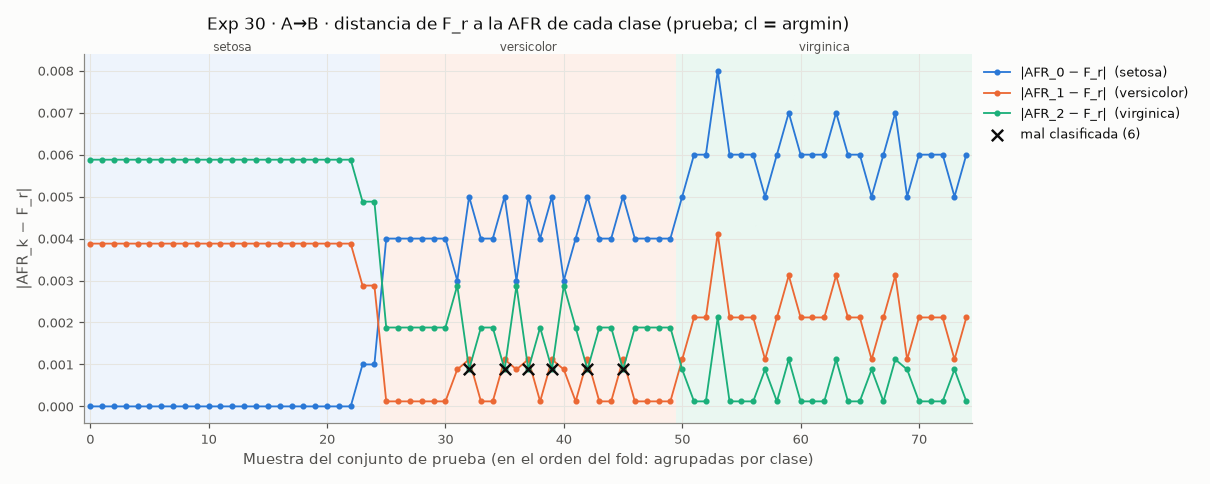 Exp 30 · A→B · distancia de F_r a la AFR de cada clase (prueba; cl = argmin)
setosa versicolor virginica
|AFR_0 − F_r| (setosa)
|AFR_1 − F_r| (versicolor)
|AFR_2 − F_r| (virginica)
mal clasificada (6)
|AFR_k − F_r|
0.008
0.007
0.006
0.005
0.004
0.003
0.002
0.001
0.000
0 10 20 30 40 50 60 70
Muestra del conjunto de prueba (en el orden del fold: agrupadas por clase)